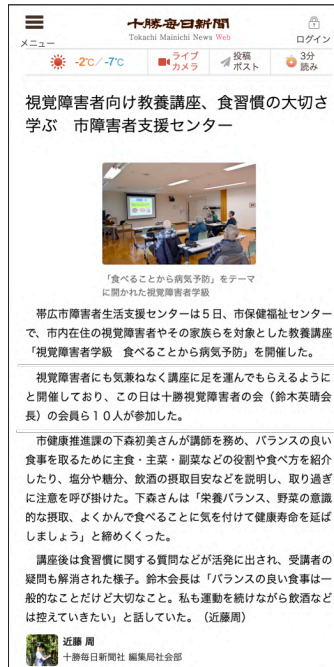 十勝毎日新聞
Tokachi Mainichi News Web
メニュー
ログイン
-2℃/-7℃
ライブ
カメラ
投稿
ポスト
3分
読み
視覚障害者向け教養講座、食習慣の大切さ
学ぶ 市障害者支援センター
「食べることから病気予防」をテーマ
に開かれた視覚障害者学級
帯広市障害者生活支援センターは5日、市保健福祉センター
で、市内在住の視覚障害者やその家族らを対象とした教養講座
「視覚障害者学級 食べることから病気予防」を開催した。
視覚障害者にも気兼ねなく講座に足を運んでもらえるように
と開催しており、この日は十勝視覚障害者の会（鈴木英晴会
長）の会員ら10人が参加した。
市健康推進課の下森初美さんが講師を務め、バランスの良い
食事を取るために主食・主菜・副菜などの役割や食べ方を紹介
したり、塩分や糖分、飲酒の摂取目安などを説明し、取り過ぎ
に注意を呼び掛けた。下森さんは「栄養バランス、野菜の意識
的な摂取、よくかんで食べることに気を付けて健康寿命を延ば
しましょう」と締めくくった。
講座後は食習慣に関する質問などが活発に出され、受講者の
疑問も解消された様子。鈴木会長は「バランスの良い食事は一
般的なことだけど大切なこと。私も運動を続けながら飲酒など
は控えていきたい」と話していた。（近藤周）
近藤 周
十勝毎日新聞社 編集局社会部